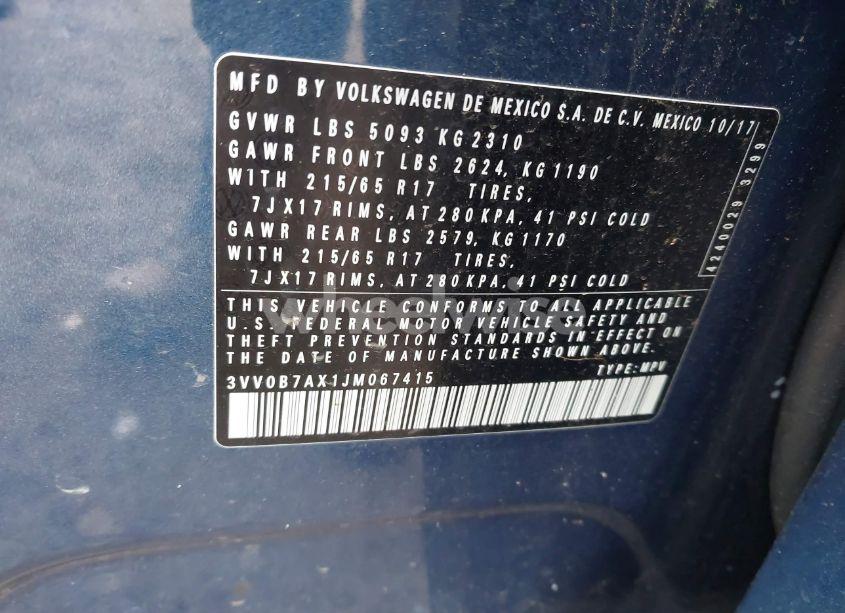 MFD BY VOLKSWAGEN DE MEXICO S.A. DE C.V. MEXICO 10/17
GVWR LBS 5093 KG 2310
GAWR FRONT LBS 2624, KG 1190
WITH 215/65 R17 TIRES,
7JX17 RIMS, AT 280 KPA, 41 PSI COLD
GAWR REAR LBS 2579, KG 1170
WITH 215/65 R17 TIRES,
7JX17 RIMS, AT 280 KPA, 41 PSI COLD
THIS VEHICLE CONFORMS TO ALL APPLICABLE
U.S. FEDERAL MOTOR VEHICLE SAFETY AND
THEFT PREVENTION STANDARDS IN EFFECT ON
THE DATE OF MANUFACTURE SHOWN ABOVE.
3VV0B7AX1JM067415 TYPE: MPV
4240029 3299
wheelwise